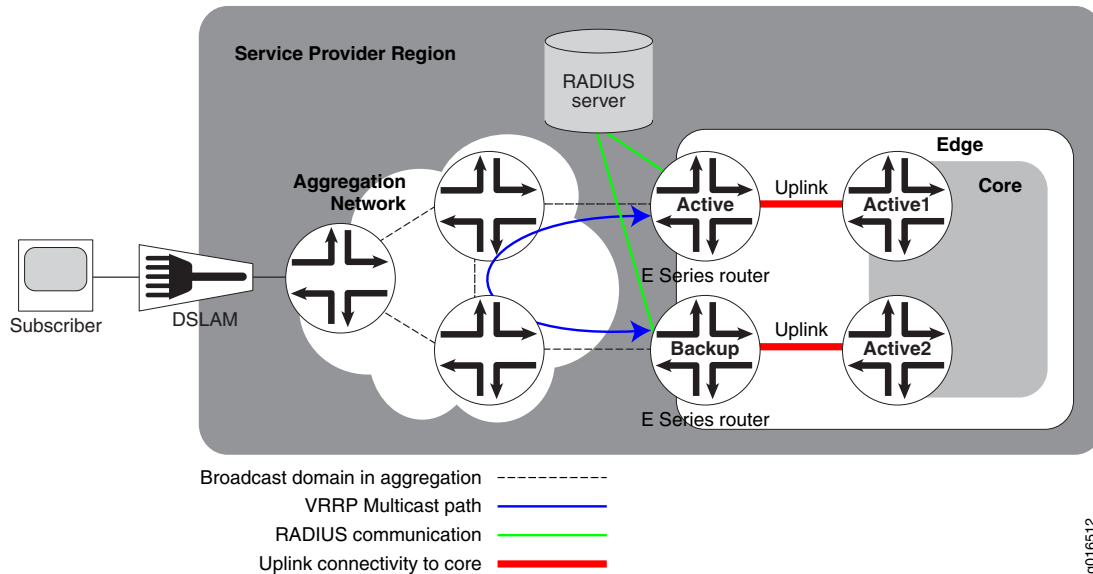 Service Provider Region
RADIUS
server
Edge
Aggregation
Network
Uplink
Core
Active
Active1
E Series router
Subscriber
DSLAM
Uplink
Backup
Active2
E Series router
Broadcast domain in aggregation
VRRP Multicast path
RADIUS communication
Uplink connectivity to core
g016512